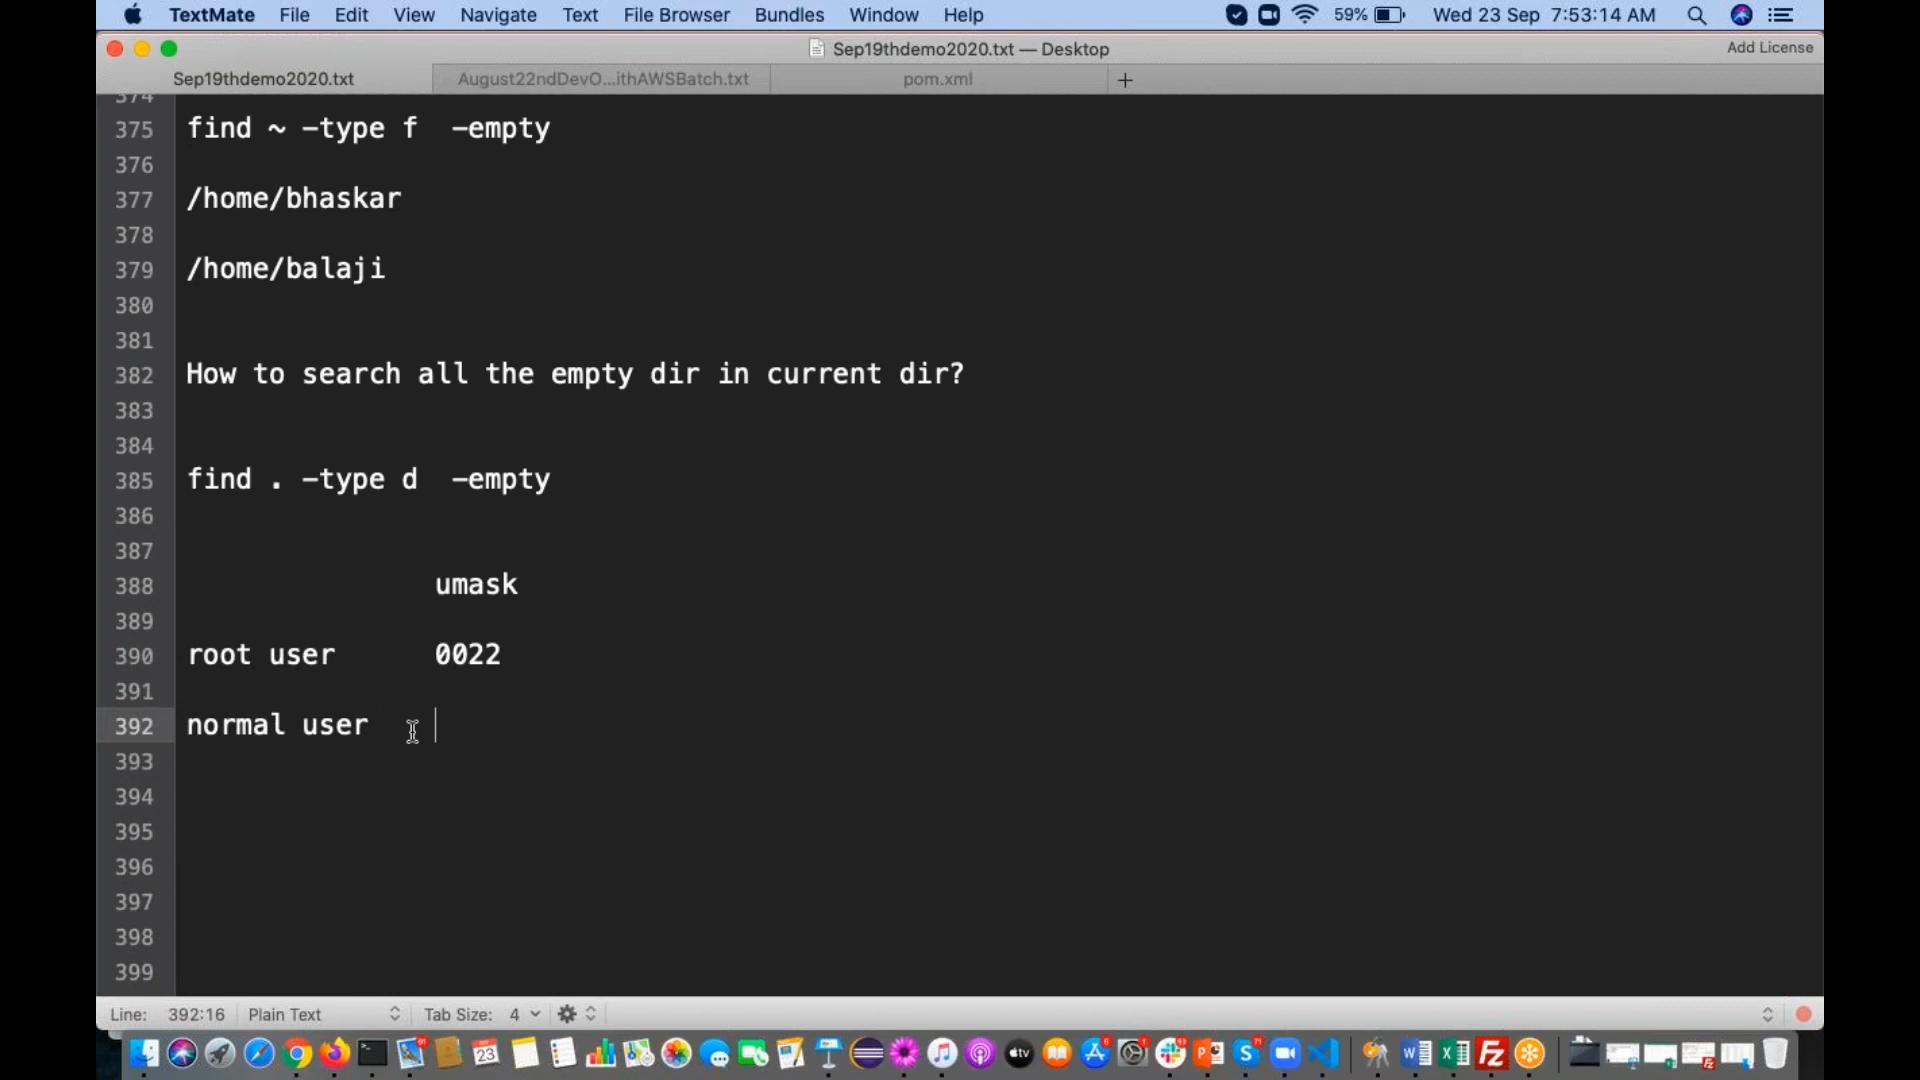 TextMate File Edit View Navigate Text File Browser Bundles Window Help 59% Wed 23 Sep 7:53:14 AM
Sep19thdemo2020.txt — Desktop Add License
Sep19thdemo2020.txt August22ndDevO...ithAWSBatch.txt pom.xml +
374
375 find ~ -type f  -empty
376
377 /home/bhaskar
378
379 /home/balaji
380
381
382 How to search all the empty dir in current dir?
383
384
385 find . -type d  -empty
386
387
388 umask
389
390 root user 0022
391
392 normal user
393
394
395
396
397
398
399
Line: 392:16 Plain Text Tab Size: 4